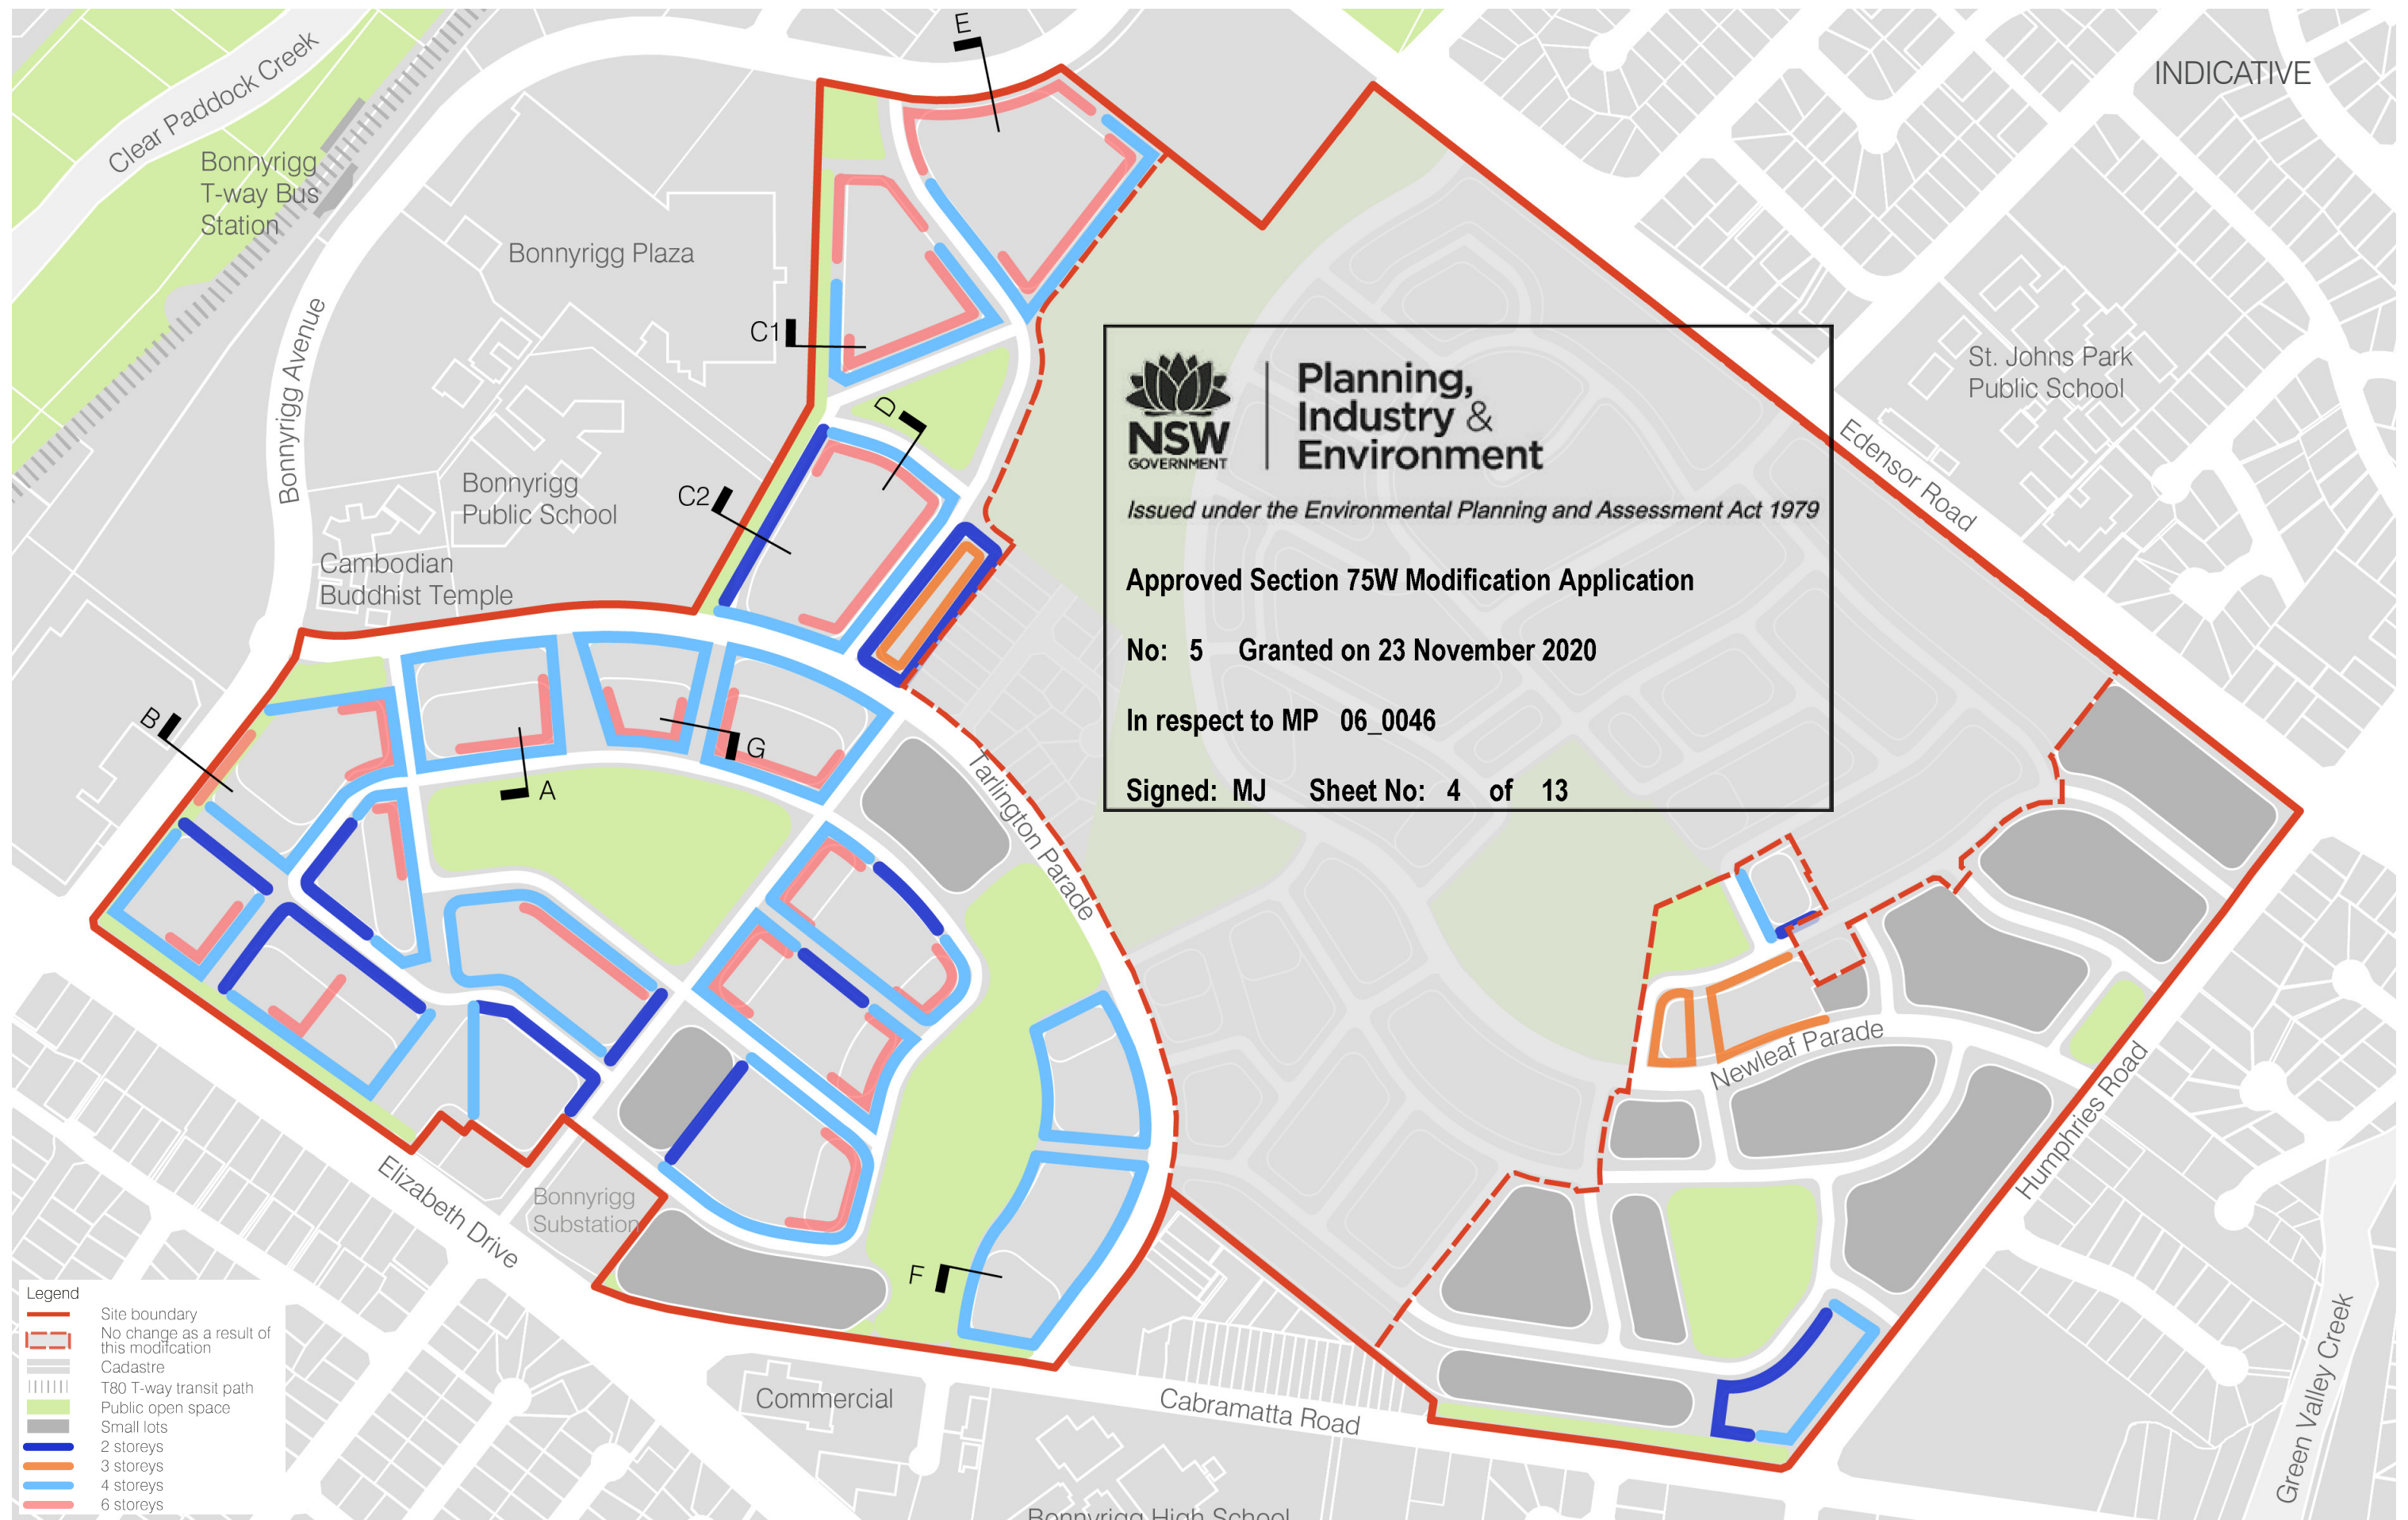 E
INDICATIVE
Clear Paddock Creek
Bonnyrigg
T-way Bus
Station
Bonnyrigg Plaza
C1
Bonnyrigg Avenue
D
C2
Bonnyrigg
Public School
Cambodian
Buddhist Temple
NSW
GOVERNMENT
Planning,
Industry &
Environment
Issued under the Environmental Planning and Assessment Act 1979
Approved Section 75W Modification Application
No: 5 Granted on 23 November 2020
In respect to MP 06_0046
Signed: MJ Sheet No: 4 of 13
St. Johns Park
Public School
Edensor Road
B
G
A
Tarlington Parade
Newleaf Parade
Humphries Road
Elizabeth Drive
Bonnyrigg
Substation
F
Commercial
Cabramatta Road
Green Valley Creek
Bonnyrigg High School
Legend
Site boundary
No change as a result of
this modifcation
Cadastre
T80 T-way transit path
Public open space
Small lots
2 storeys
3 storeys
4 storeys
6 storeys